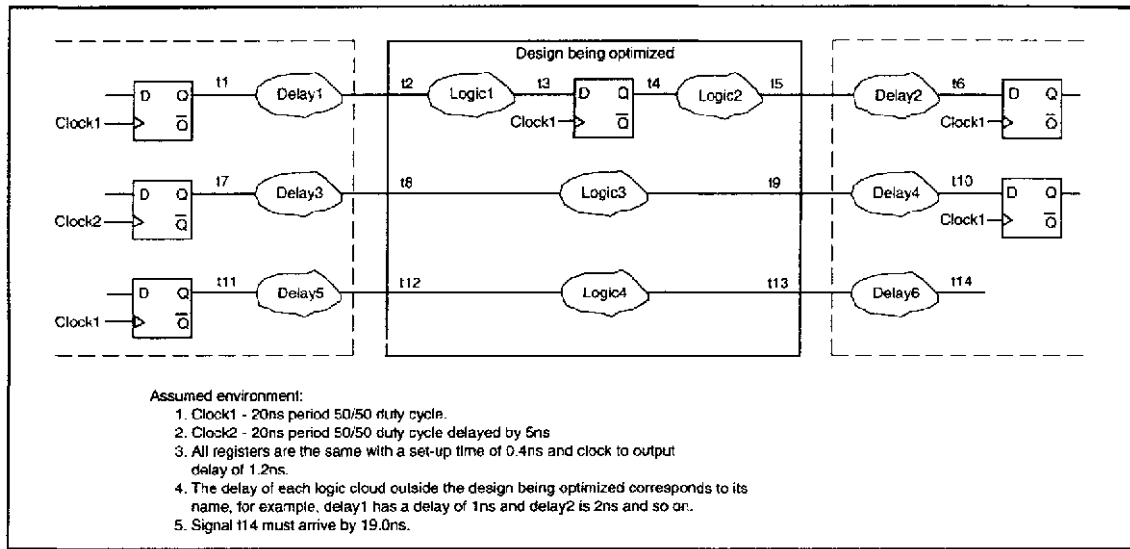 Design being optimized
D Q t1 Delay1 t2 Logic1 t3 D Q t4 Logic2 t5 Delay2 t6 D Q
Clock1 Q Clock1 Q Clock1 Q
D Q t7 Delay3 t8 Logic3 t9 Delay4 t10 D Q
Clock2 Q Clock1 Q
D Q t11 Delay5 t12 Logic4 t13 Delay6 t14
Clock1 Q
Assumed environment:
1. Clock1 - 20ns period 50/50 duty cycle.
2. Clock2 - 20ns period 50/50 duty cycle delayed by 5ns
3. All registers are the same with a set-up time of 0.4ns and clock to output
delay of 1.2ns.
4. The delay of each logic cloud outside the design being optimized corresponds to its
name, for example, delay1 has a delay of 1ns and delay2 is 2ns and so on.
5. Signal t14 must arrive by 19.0ns.